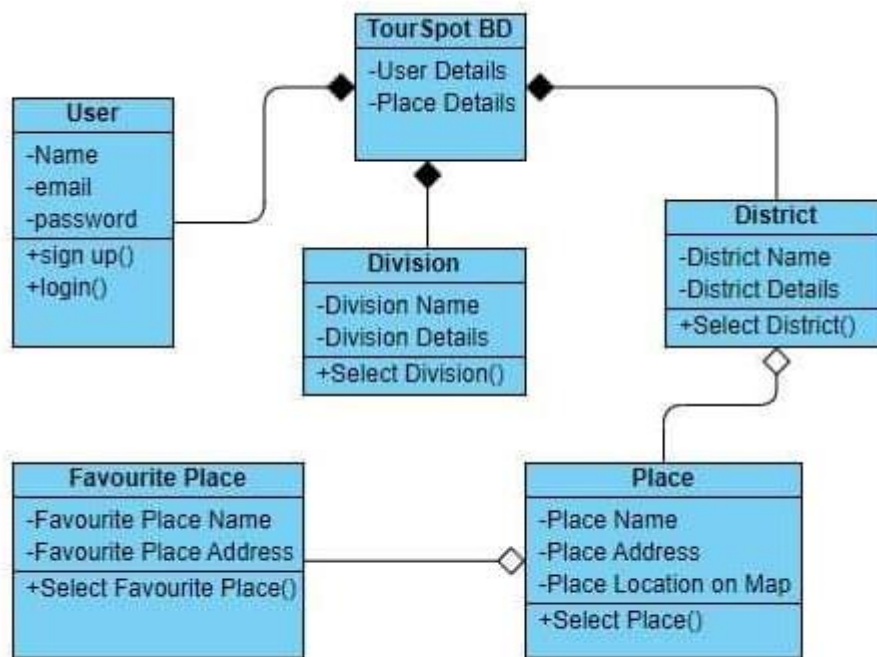 TourSpot BD
-User Details
-Place Details
User
-Name
-email
-password
+sign up()
+login()
Division
-Division Name
-Division Details
+Select Division()
District
-District Name
-District Details
+Select District()
Favourite Place
-Favourite Place Name
-Favourite Place Address
+Select Favourite Place()
Place
-Place Name
-Place Address
-Place Location on Map
+Select Place()